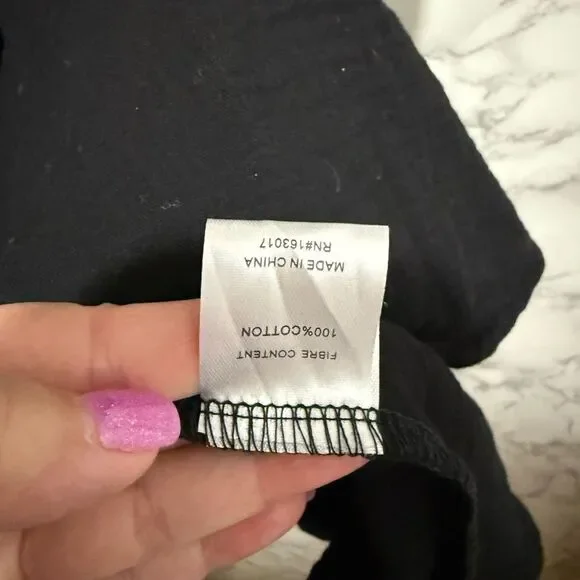 FIBRE CONTENT
100%COTTON
MADE IN CHINA
RN#163017